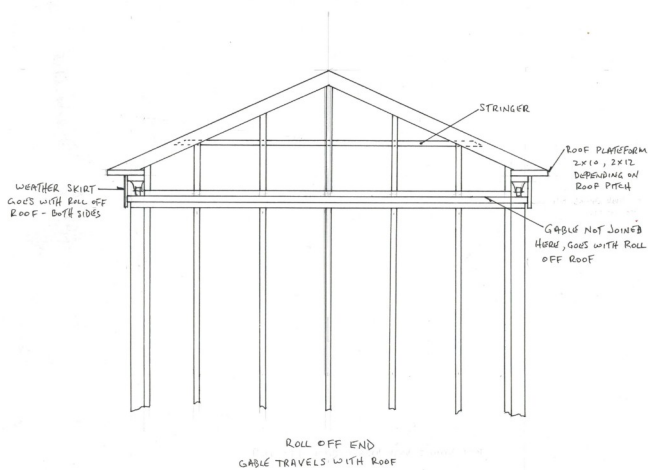 STRINGER
ROOF PLATEFORM
2x10, 2x12
DEPENDING ON
ROOF PITCH
WEATHER SKIRT
GOES WITH ROLL OFF
ROOF - BOTH SIDES
GABLE NOT JOINED
HERE, GOES WITH ROLL
OFF ROOF
ROLL OFF END
GABLE TRAVELS WITH ROOF